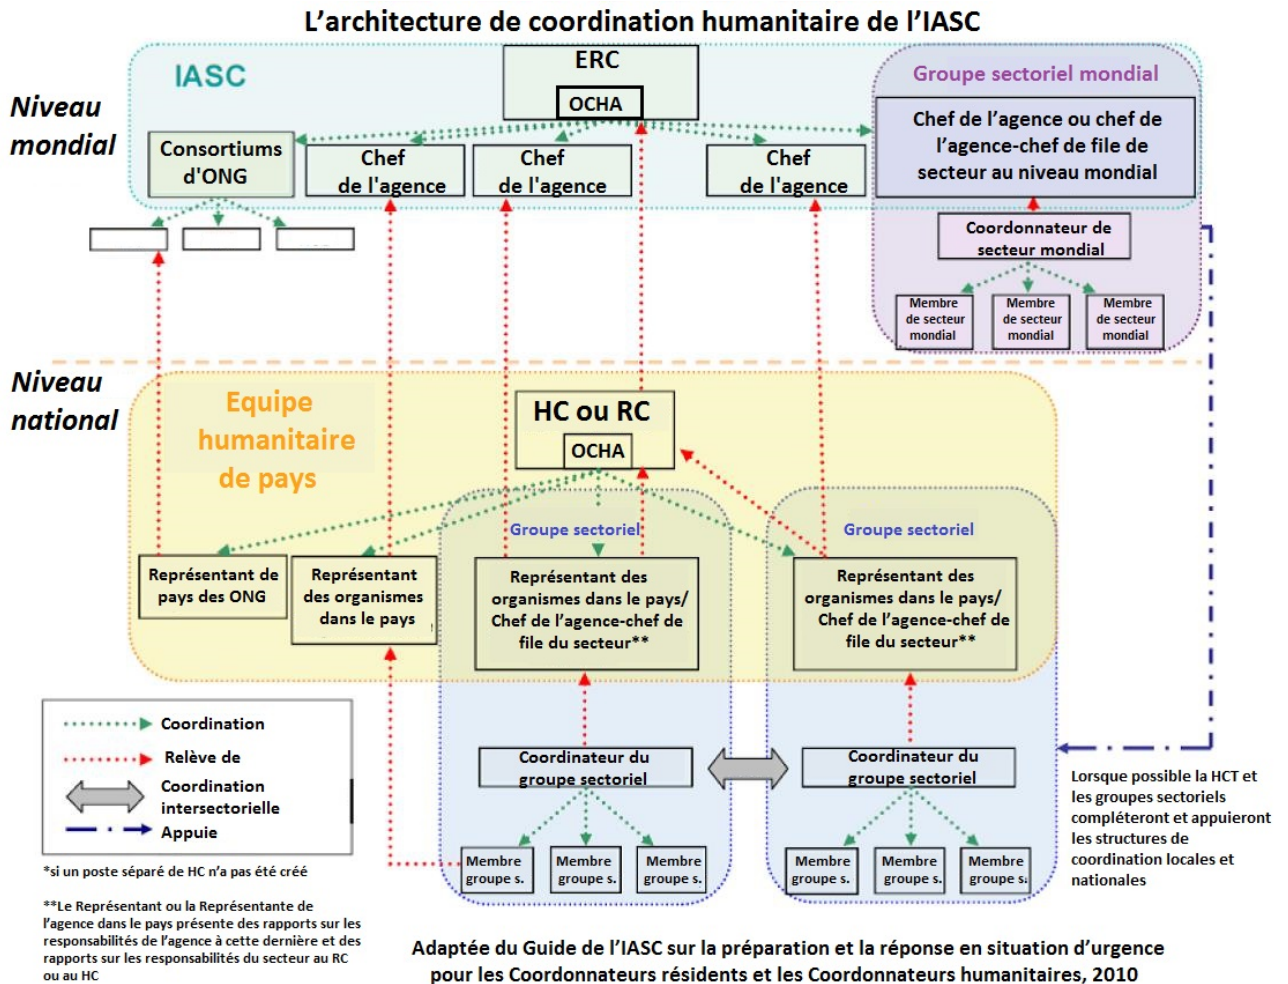 L’architecture de coordination humanitaire de l’IASC
IASC
ERC
OCHA
Groupe sectoriel mondial
Niveau
mondial
Consortiums
d'ONG
Chef
de l'agence
Chef
de l'agence
Chef
de l'agence
Chef de l’agence ou chef de
l’agence-chef de file de
secteur au niveau mondial
Coordonnateur de
secteur mondial
Membre
de secteur
mondial
Membre
de secteur
mondial
Membre
de secteur
mondial
Niveau
national
Equipe
humanitaire
de pays
HC ou RC
OCHA
Groupe sectoriel
Groupe sectoriel
Représentant de
pays des ONG
Représentant
des organismes
dans le pays
Représentant des
organismes dans le pays/
Chef de l’agence-chef de
file du secteur**
Représentant des
organismes dans le pays/
Chef de l’agence-chef de
file du secteur**
Coordination
Relève de
Coordination
intersectorielle
Appuie
Coordinateur du
groupe sectoriel
Coordinateur du
groupe sectoriel
Membre
groupe s.
Membre
groupe s.
Membre
groupe s.
Membre
groupe s.
Membre
groupe s.
Membre
groupe s.
Lorsque possible la HCT et
les groupes sectoriels
compléteront et appuieront
les structures de
coordination locales et
nationales
*si un poste séparé de HC n’a pas été créé
**Le Représentant ou la Représentante de
l’agence dans le pays présente des rapports sur les
responsabilités de l’agence à cette dernière et des
rapports sur les responsabilités du secteur au RC
ou au HC
Adaptée du Guide de l’IASC sur la préparation et la réponse en situation d’urgence
pour les Coordonnateurs résidents et les Coordonnateurs humanitaires, 2010